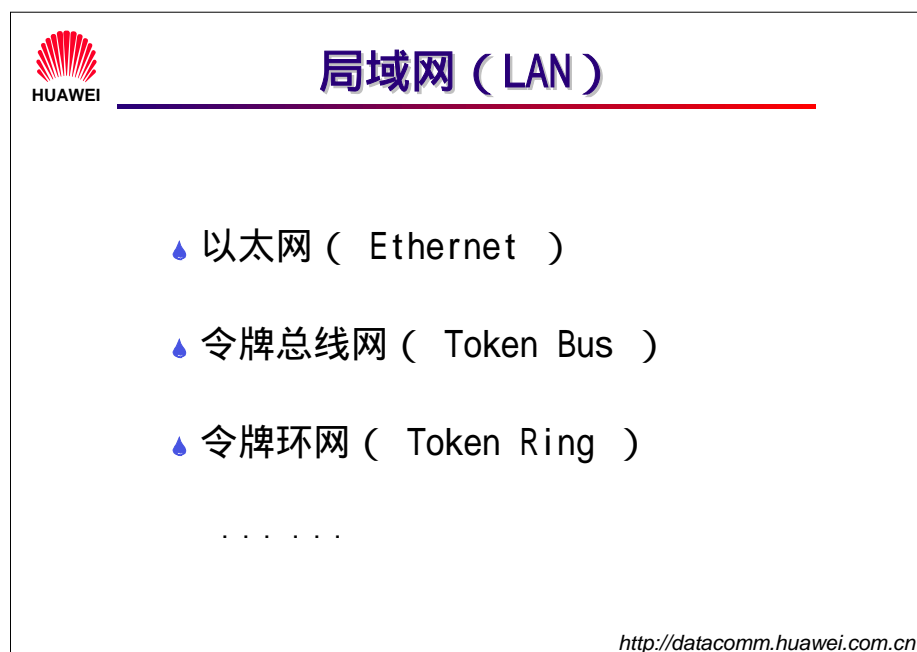 HUAWEI
局域网（LAN）
以太网（ Ethernet ）
令牌总线网（ Token Bus ）
令牌环网（ Token Ring ）
. . . . . .
http://datacomm.huawei.com.cn